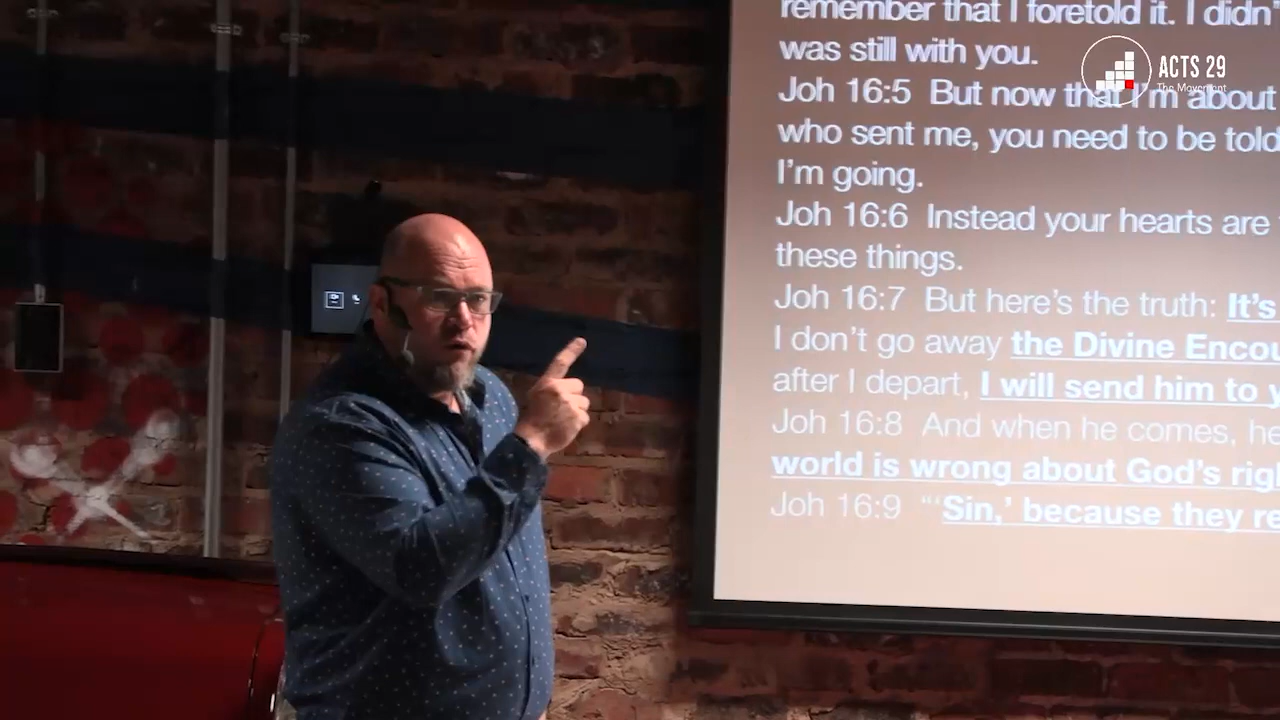 remember that I foretold it. I didn'
was still with you.
ACTS 29
The Movement
Joh 16:5 But now that I'm about
who sent me, you need to be told
I'm going.
Joh 16:6 Instead your hearts are
these things.
Joh 16:7 But here's the truth: It's
I don't go away the Divine Encou
after I depart, I will send him to y
Joh 16:8 And when he comes, he
world is wrong about God's rig
Joh 16:9 "'Sin,' because they re